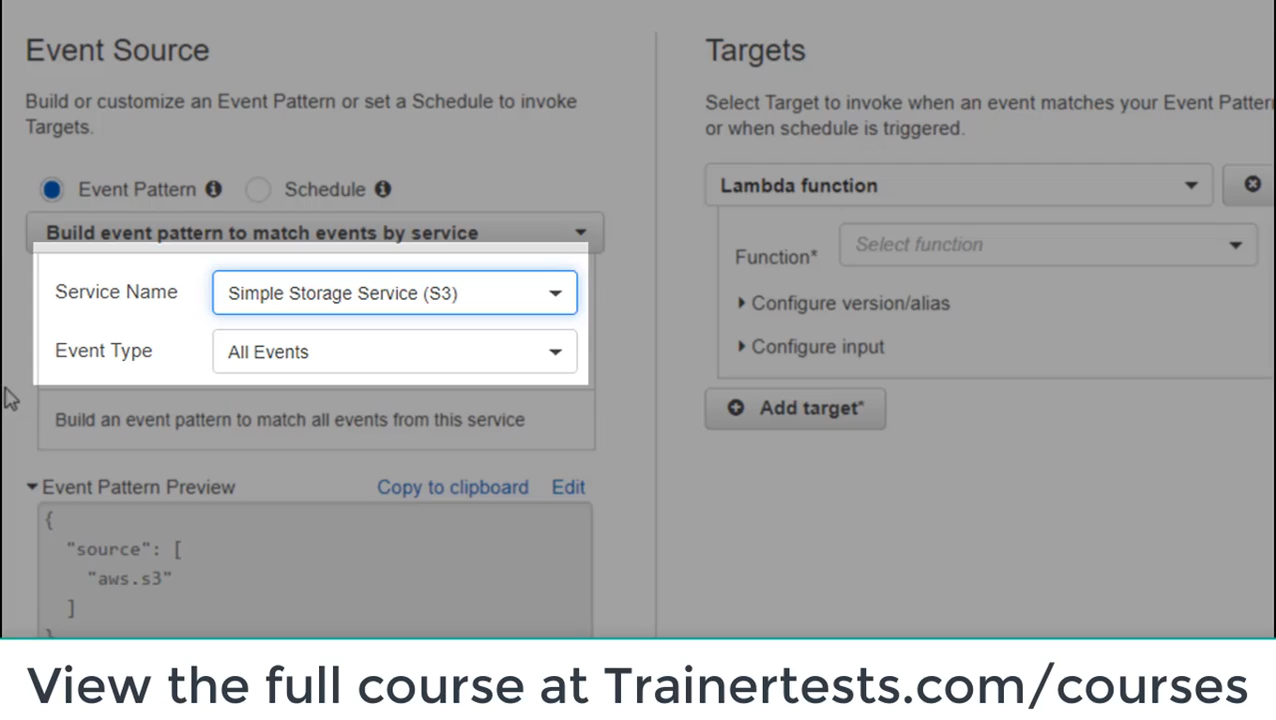 Event Source
Build or customize an Event Pattern or set a Schedule to invoke
Targets.
Event Pattern
Schedule
Build event pattern to match events by service
Service Name
Simple Storage Service (S3)
Event Type
All Events
Build an event pattern to match all events from this service
Event Pattern Preview
Copy to clipboard
Edit
{
"source": [
"aws.s3"
]
}
Targets
Select Target to invoke when an event matches your Event Pattern
or when schedule is triggered.
Lambda function
Function*
Select function
Configure version/alias
Configure input
Add target*
View the full course at Trainertests.com/courses